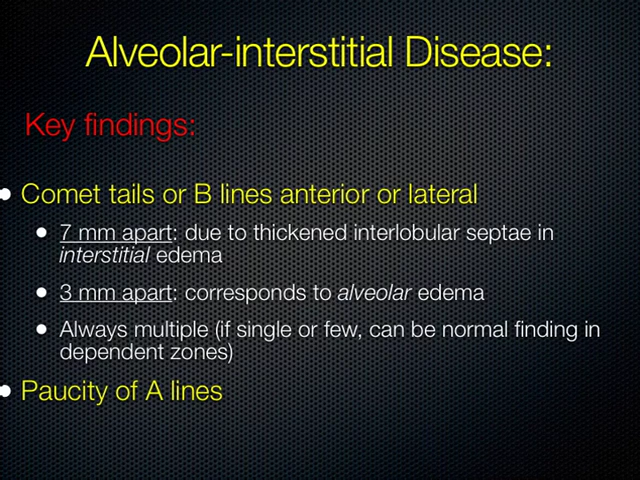 Alveolar-interstitial Disease:
Key findings:
• Comet tails or B lines anterior or lateral
• 7 mm apart: due to thickened interlobular septae in
interstitial edema
• 3 mm apart: corresponds to alveolar edema
• Always multiple (if single or few, can be normal finding in
dependent zones)
• Paucity of A lines